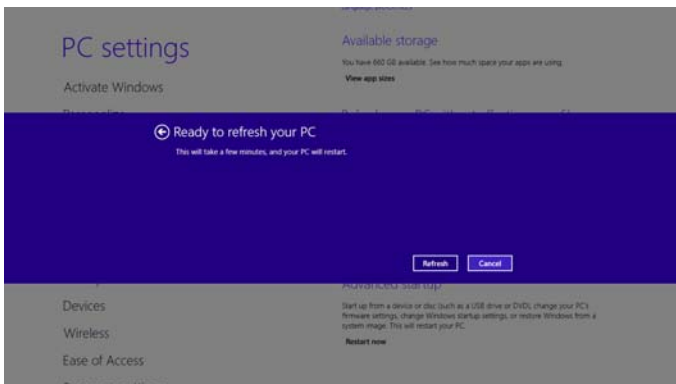 PC settings
Activate Windows
Available storage
You have 660 GB available. See how much space your apps are using.
View app sizes
Ready to refresh your PC
This will take a few minutes, and your PC will restart.
Refresh
Cancel
Devices
Wireless
Ease of Access
Advanced startup
Start up from a device or disc (such as a USB drive or DVD), change your PC's
firmware settings, change Windows startup settings, or restore Windows from a
system image. This will restart your PC.
Restart now